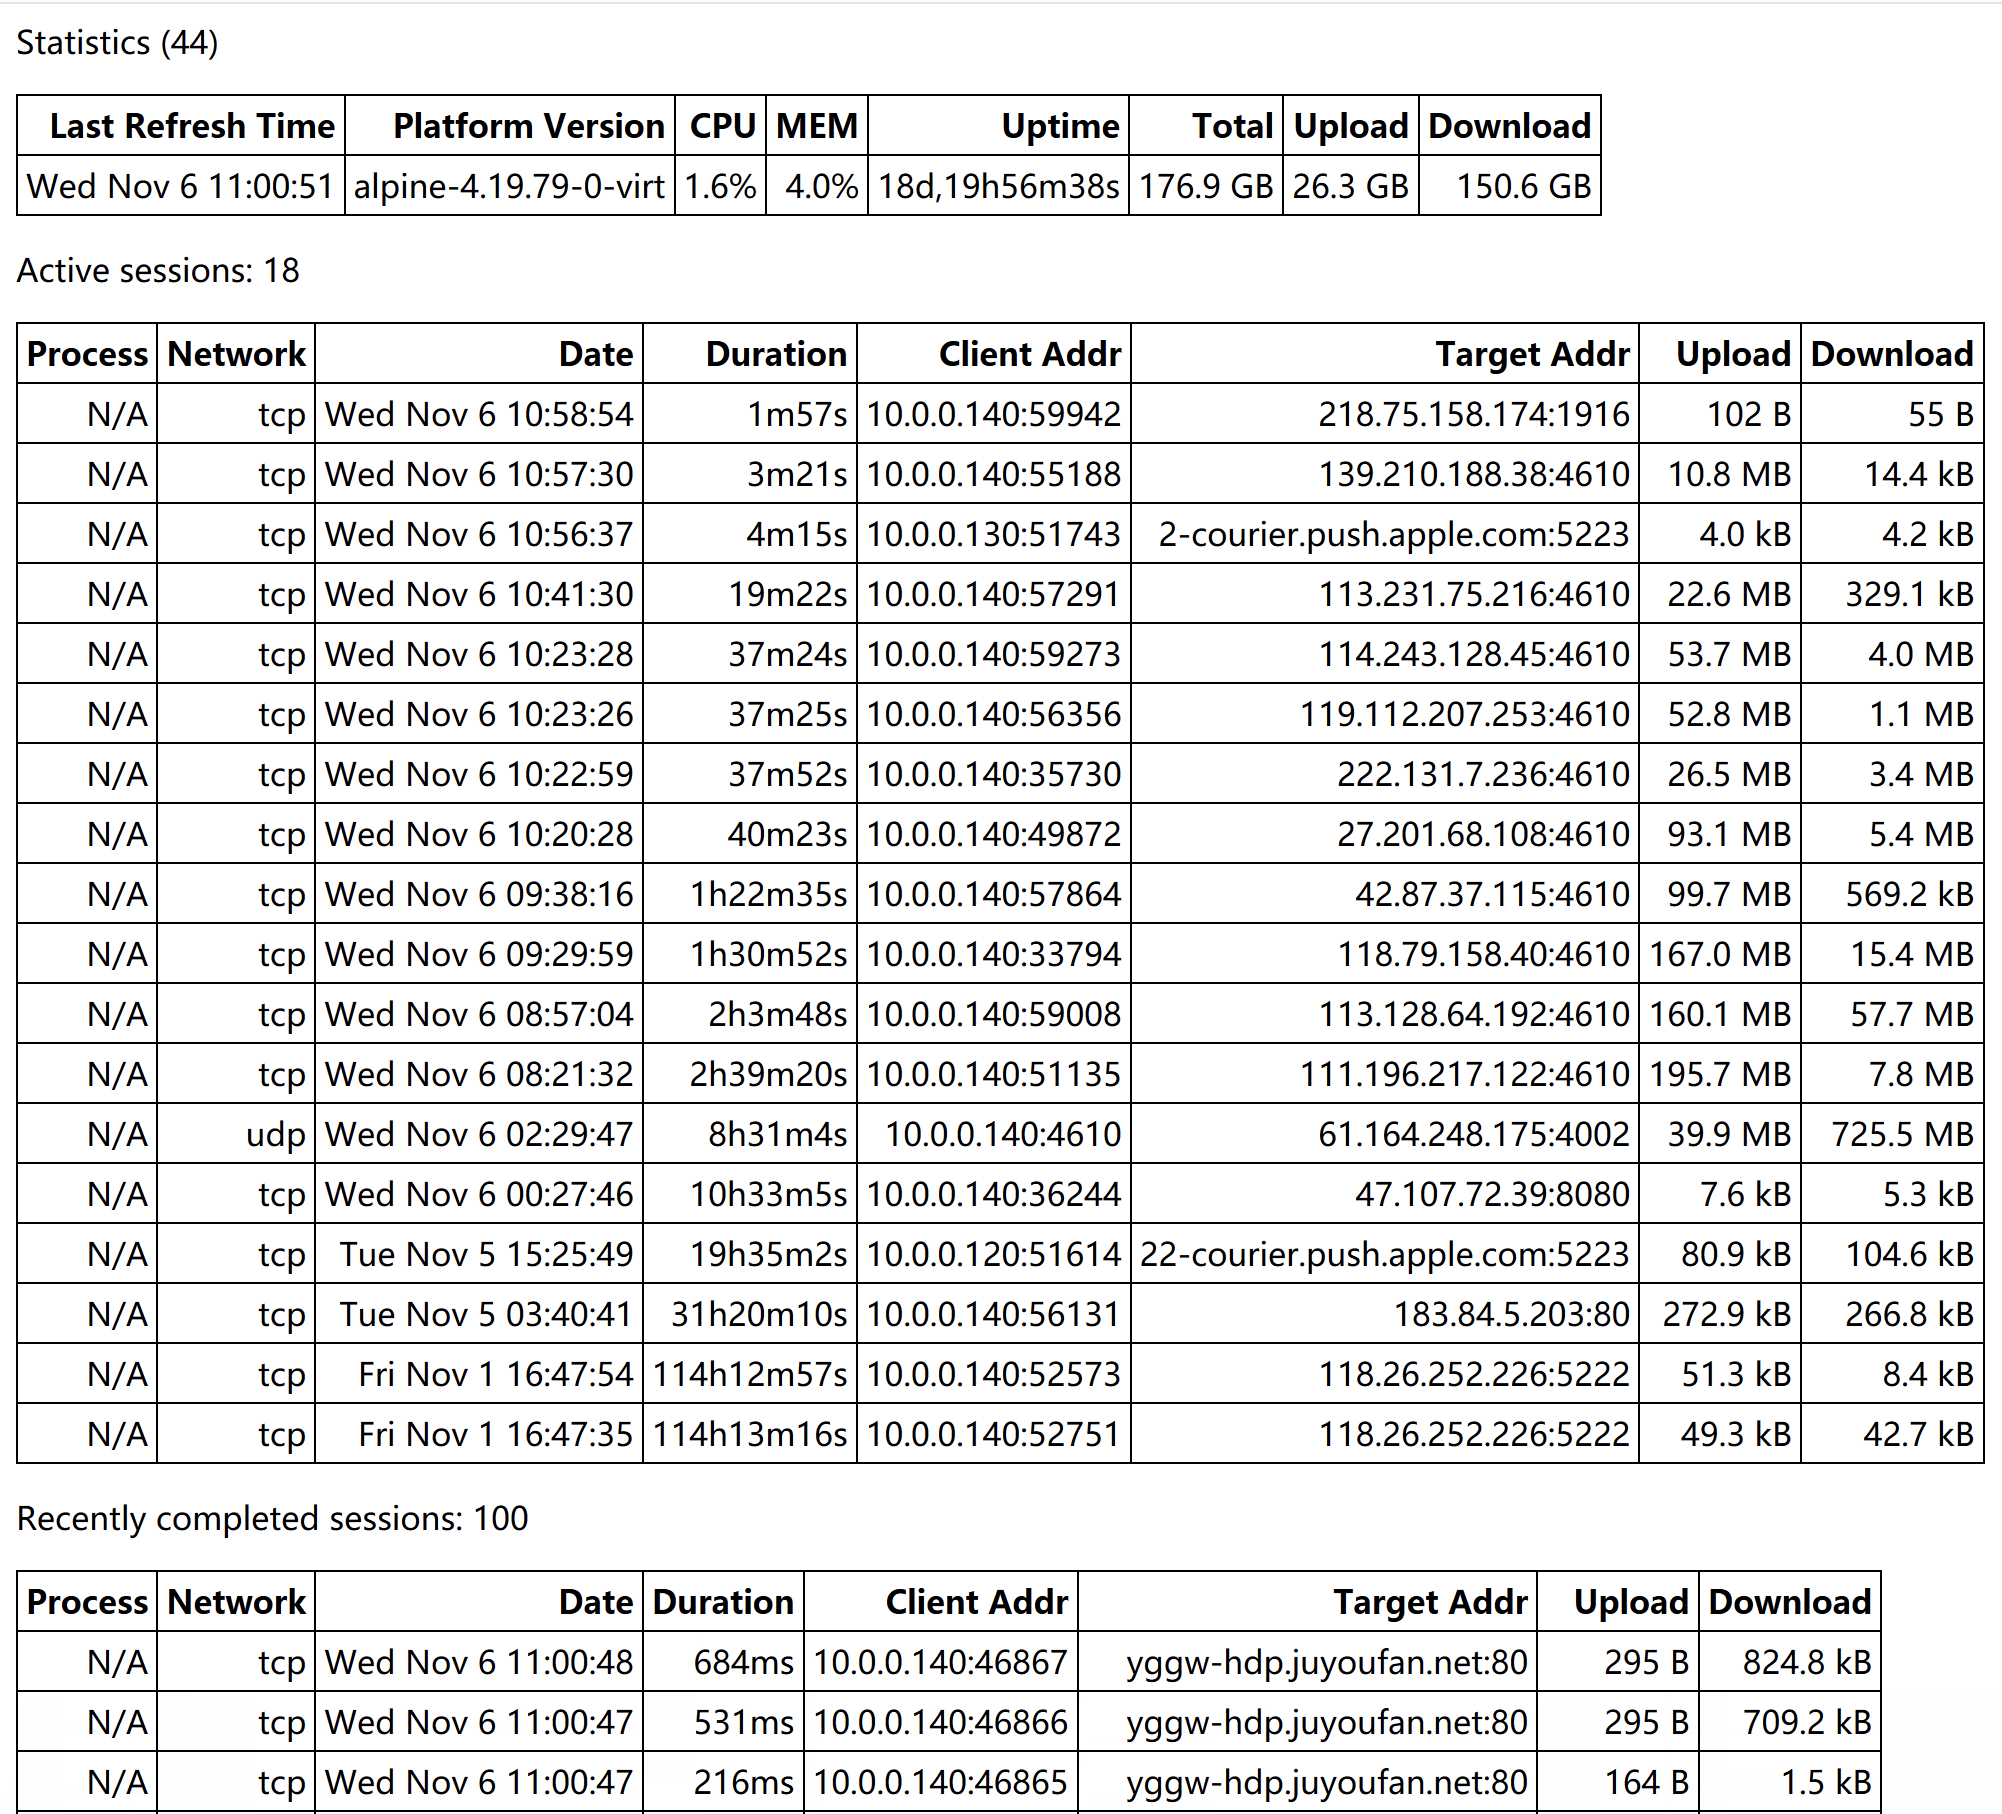 Statistics (44)
Last Refresh Time Platform Version CPU MEM Uptime Total Upload Download
Wed Nov 6 11:00:51 alpine-4.19.79-0-virt 1.6% 4.0% 18d,19h56m38s 176.9 GB 26.3 GB 150.6 GB
Active sessions: 18
Process Network Date Duration Client Addr Target Addr Upload Download
N/A tcp Wed Nov 6 10:58:54 1m57s 10.0.0.140:59942 218.75.158.174:1916 102 B 55 B
N/A tcp Wed Nov 6 10:57:30 3m21s 10.0.0.140:55188 139.210.188.38:4610 10.8 MB 14.4 kB
N/A tcp Wed Nov 6 10:56:37 4m15s 10.0.0.130:51743 2-courier.push.apple.com:5223 4.0 kB 4.2 kB
N/A tcp Wed Nov 6 10:41:30 19m22s 10.0.0.140:57291 113.231.75.216:4610 22.6 MB 329.1 kB
N/A tcp Wed Nov 6 10:23:28 37m24s 10.0.0.140:59273 114.243.128.45:4610 53.7 MB 4.0 MB
N/A tcp Wed Nov 6 10:23:26 37m25s 10.0.0.140:56356 119.112.207.253:4610 52.8 MB 1.1 MB
N/A tcp Wed Nov 6 10:22:59 37m52s 10.0.0.140:35730 222.131.7.236:4610 26.5 MB 3.4 MB
N/A tcp Wed Nov 6 10:20:28 40m23s 10.0.0.140:49872 27.201.68.108:4610 93.1 MB 5.4 MB
N/A tcp Wed Nov 6 09:38:16 1h22m35s 10.0.0.140:57864 42.87.37.115:4610 99.7 MB 569.2 kB
N/A tcp Wed Nov 6 09:29:59 1h30m52s 10.0.0.140:33794 118.79.158.40:4610 167.0 MB 15.4 MB
N/A tcp Wed Nov 6 08:57:04 2h3m48s 10.0.0.140:59008 113.128.64.192:4610 160.1 MB 57.7 MB
N/A tcp Wed Nov 6 08:21:32 2h39m20s 10.0.0.140:51135 111.196.217.122:4610 195.7 MB 7.8 MB
N/A udp Wed Nov 6 02:29:47 8h31m4s 10.0.0.140:4610 61.164.248.175:4002 39.9 MB 725.5 MB
N/A tcp Wed Nov 6 00:27:46 10h33m5s 10.0.0.140:36244 47.107.72.39:8080 7.6 kB 5.3 kB
N/A tcp Tue Nov 5 15:25:49 19h35m2s 10.0.0.120:51614 22-courier.push.apple.com:5223 80.9 kB 104.6 kB
N/A tcp Tue Nov 5 03:40:41 31h20m10s 10.0.0.140:56131 183.84.5.203:80 272.9 kB 266.8 kB
N/A tcp Fri Nov 1 16:47:54 114h12m57s 10.0.0.140:52573 118.26.252.226:5222 51.3 kB 8.4 kB
N/A tcp Fri Nov 1 16:47:35 114h13m16s 10.0.0.140:52751 118.26.252.226:5222 49.3 kB 42.7 kB
Recently completed sessions: 100
Process Network Date Duration Client Addr Target Addr Upload Download
N/A tcp Wed Nov 6 11:00:48 684ms 10.0.0.140:46867 yggw-hdp.juyoufan.net:80 295 B 824.8 kB
N/A tcp Wed Nov 6 11:00:47 531ms 10.0.0.140:46866 yggw-hdp.juyoufan.net:80 295 B 709.2 kB
N/A tcp Wed Nov 6 11:00:47 216ms 10.0.0.140:46865 yggw-hdp.juyoufan.net:80 164 B 1.5 kB